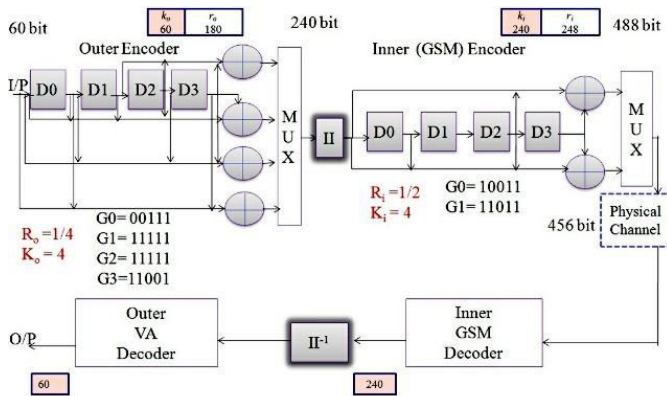 60 bit
k₀ r₀
60 180
Outer Encoder
240 bit
kᵢ rᵢ
240 248
Inner (GSM) Encoder
488 bit
I/P
D0 D1 D2 D3
M
U
X
II
D0 D1 D2 D3
M
U
X
R₀ =1/4
K₀ = 4
G0= 00111
G1= 11111
G2= 11111
G3=11001
Rᵢ =1/2
Kᵢ = 4
G0= 10011
G1= 11011
456 bit
Physical
Channel
O/P
Outer
VA
Decoder
II⁻¹
Inner
GSM
Decoder
60
240